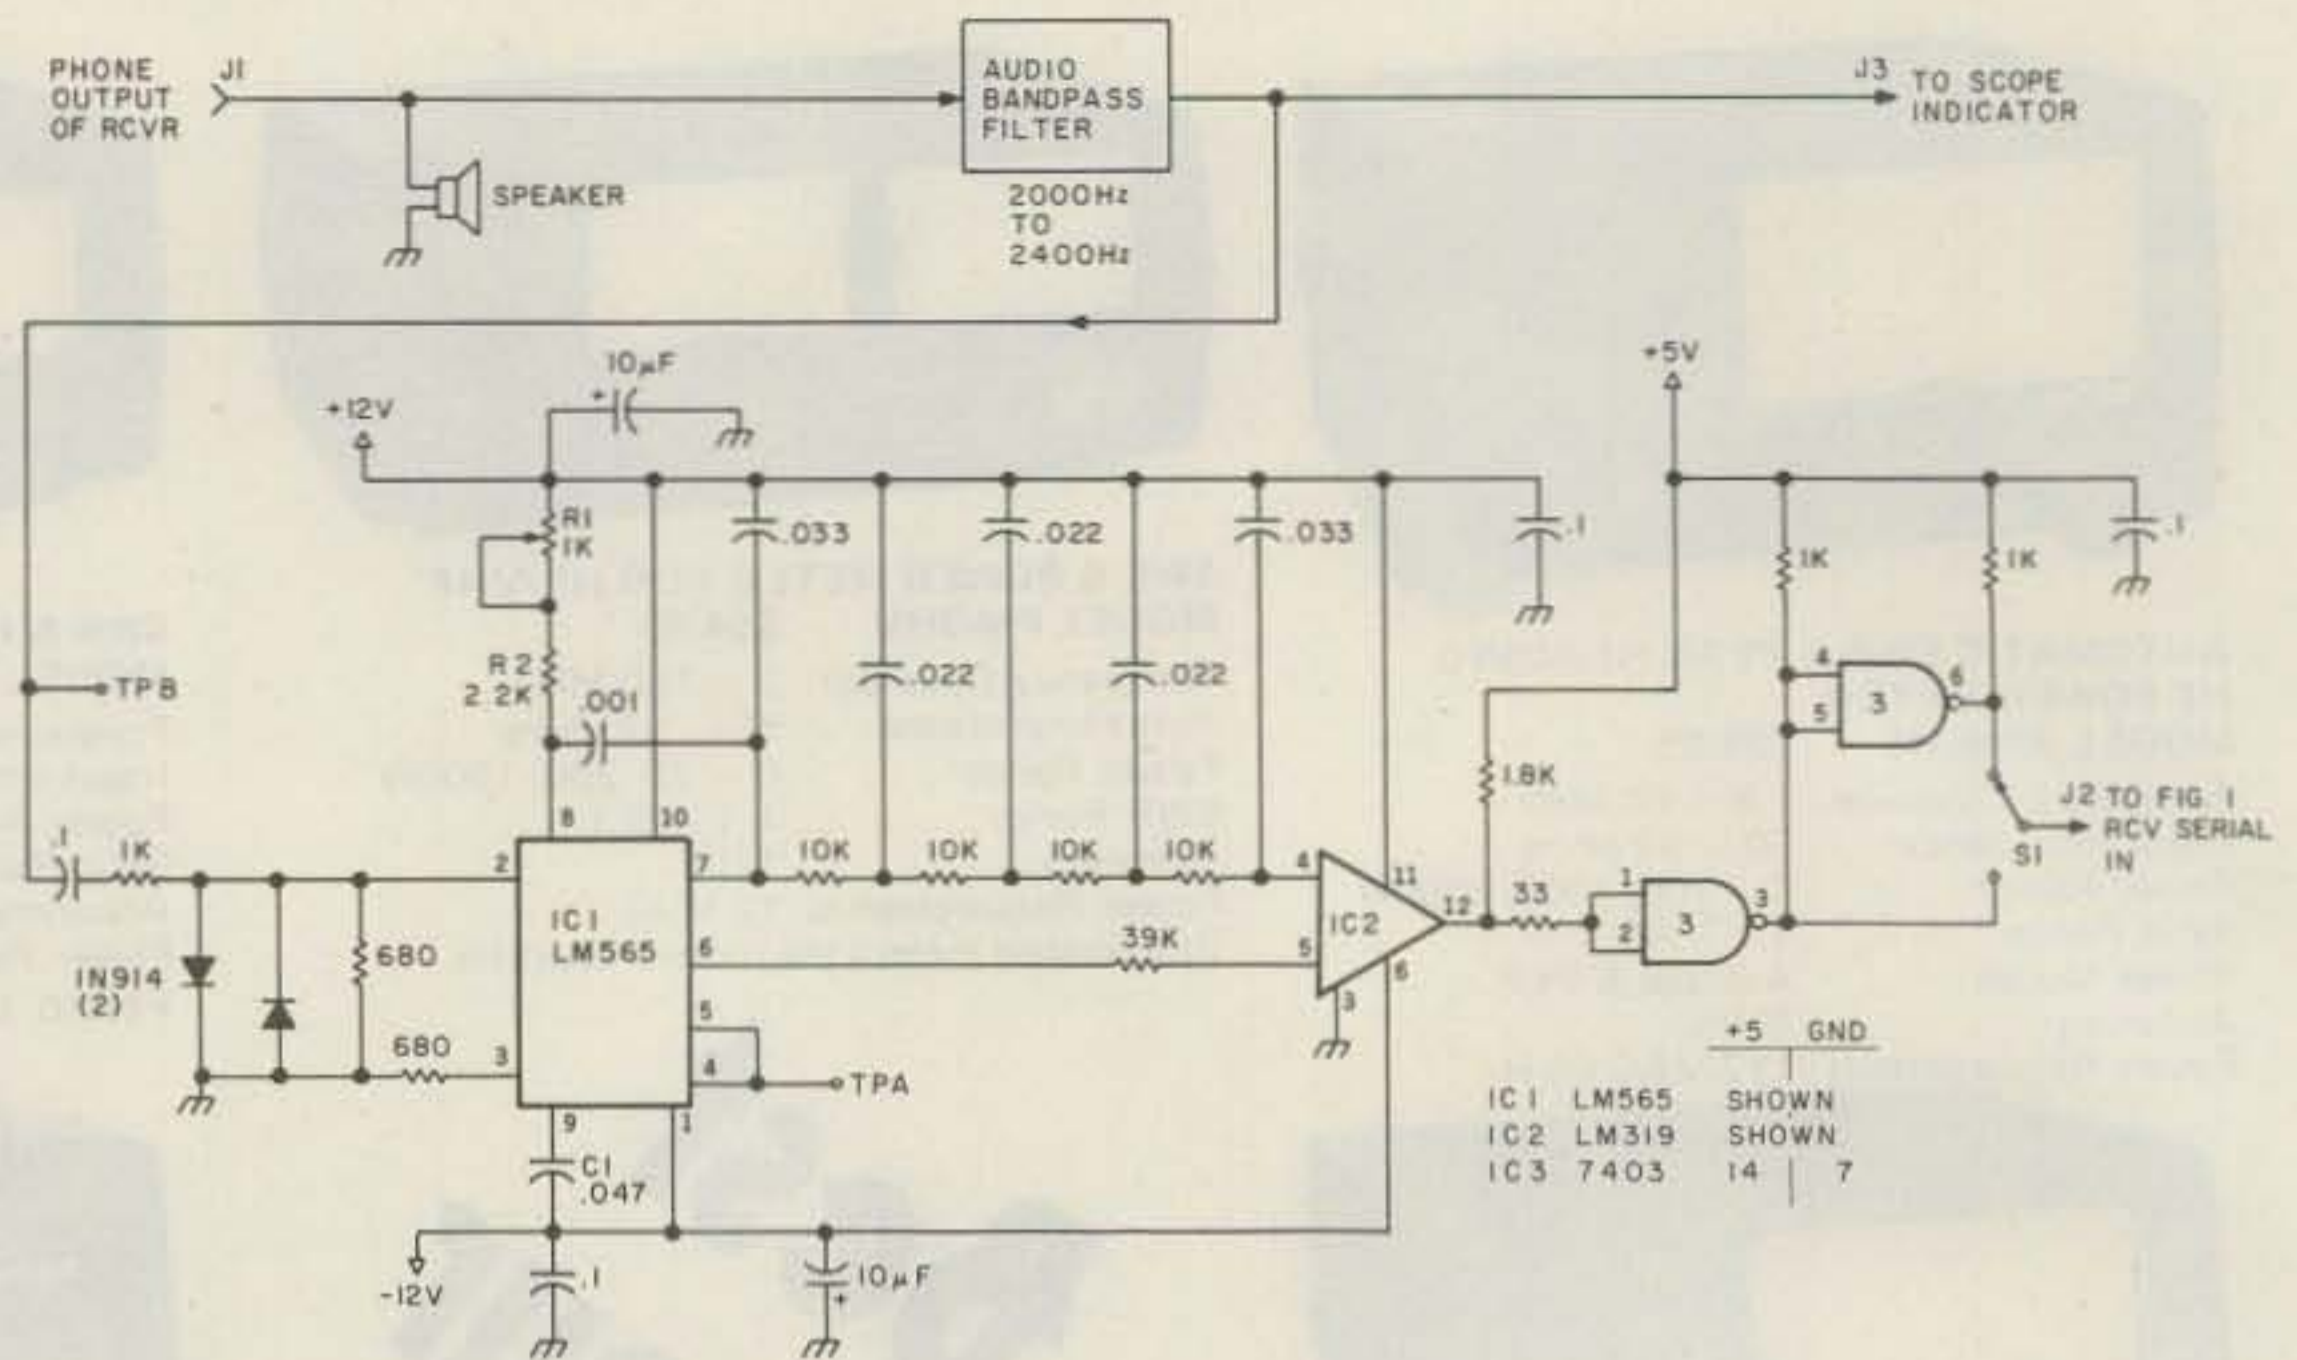 PHONE
OUTPUT
OF RCVR
J1
SPEAKER
AUDIO
BANDPASS
FILTER
2000Hz
TO
2400Hz
J3
TO SCOPE
INDICATOR
+12V
10µF
+
R1
1K
R2
2.2K
.001
.033
.022
.022
.022
.033
.1
+5V
1K
1K
.1
TPB
.1
1K
1N914
(2)
680
680
IC1
LM565
2
3
8
10
7
6
5
4
9
1
10K
10K
10K
10K
39K
TPA
C1
.047
-12V
.1
10µF
+
IC2
4
5
11
12
6
3
1.8K
33
1
2
3
3
4
5
3
6
S1
J2 TO FIG. 1
RCV SERIAL
IN
+5 GND
IC1 LM565 SHOWN
IC2 LM319 SHOWN
IC3 7403 14 7